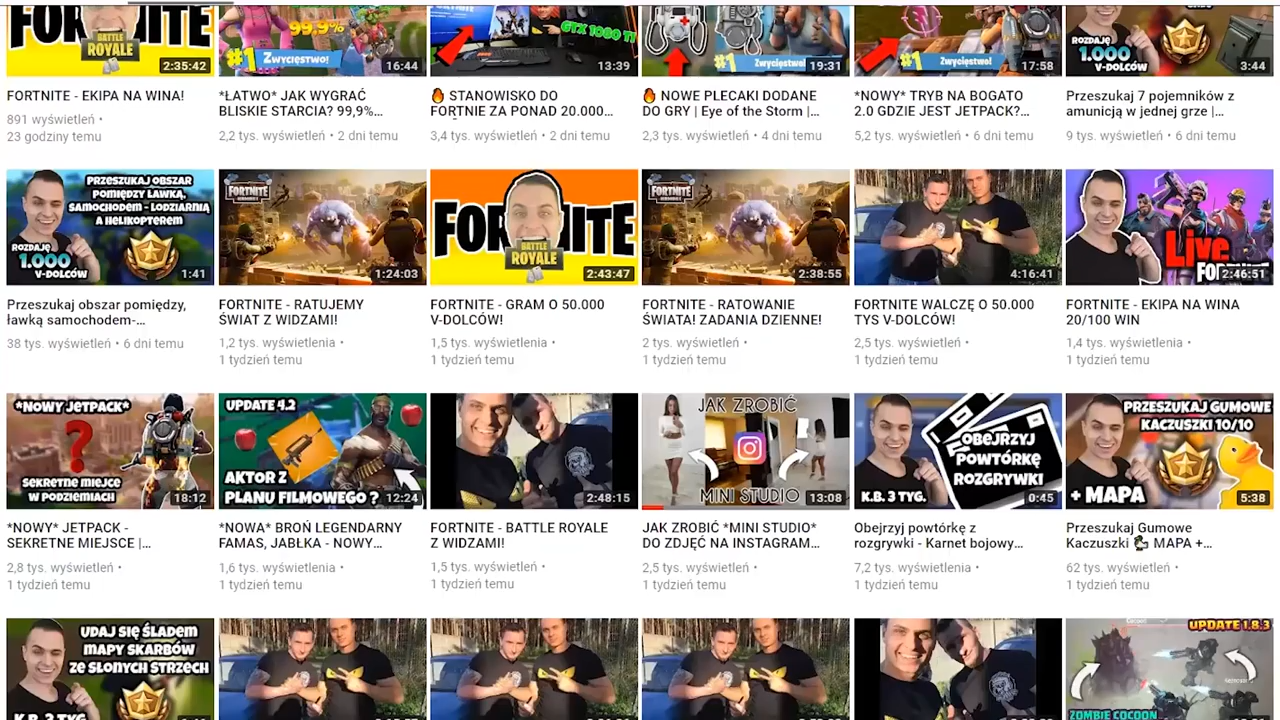 FORTNITE
BATTLE
ROYALE
2:35:42
99,9%
#1 Zwycięstwo!
16:44
GTX 1080 TI
13:39
#1 Zwycięstwo!
19:31
#1 Zwycięstwo!
17:58
ROZDAJĘ
1.000
V-DOLCÓW
3:44
FORTNITE - EKIPA NA WINA!
891 wyświetleń •
23 godziny temu
*ŁATWO* JAK WYGRAĆ
BLISKIE STARCIA? 99,9%...
2,2 tys. wyświetleń • 2 dni temu
STANOWISKO DO
FORTNIE ZA PONAD 20.000...
3,4 tys. wyświetleń • 2 dni temu
NOWE PLECAKI DODANE
DO GRY | Eye of the Storm |...
2,3 tys. wyświetleń • 4 dni temu
*NOWY* TRYB NA BOGATO
2.0 GDZIE JEST JETPACK?...
5,2 tys. wyświetleń • 6 dni temu
Przeszukaj 7 pojemników z
amunicją w jednej grze |...
9 tys. wyświetleń • 6 dni temu
PRZESZUKAJ OBSZAR
POMIĘDZY ŁAWKĄ,
SAMOCHODEM - LODZIARNIĄ
A HELIKOPTEREM
ROZDAJĘ
1.000
V-DOLCÓW
1:41
FORTNITE
1:24:03
FORTNITE
BATTLE
ROYALE
2:43:47
FORTNITE
2:38:55
4:16:41
Live
FORTNITE
2:46:51
Przeszukaj obszar pomiędzy,
ławką samochodem-...
38 tys. wyświetleń • 6 dni temu
FORTNITE - RATUJEMY
ŚWIAT Z WIDZAMI!
1,2 tys. wyświetlenia •
1 tydzień temu
FORTNITE - GRAM O 50.000
V-DOLCÓW!
1,5 tys. wyświetlenia •
1 tydzień temu
FORTNITE - RATOWANIE
ŚWIATA! ZADANIA DZIENNE!
2 tys. wyświetleń •
1 tydzień temu
FORTNITE WALCZĘ O 50.000
TYS V-DOLCÓW!
2,5 tys. wyświetleń •
1 tydzień temu
FORTNITE - EKIPA NA WINA
20/100 WIN
1,4 tys. wyświetlenia •
1 tydzień temu
*NOWY JETPACK*
?
SEKRETNE MIEJCE
W PODZIEMIACH
18:12
UPDATE 4.2
AKTOR Z
PLANU FILMOWEGO ?
12:24
2:48:15
JAK ZROBIĆ
MINI STUDIO
13:08
OBEJRZYJ
POWTÓRKĘ
ROZGRYWKI
K.B. 3 TYG.
0:45
PRZESZUKAJ GUMOWE
KACZUSZKI 10/10
+ MAPA
5:38
*NOWY* JETPACK -
SEKRETNE MIEJSCE |...
2,8 tys. wyświetleń •
1 tydzień temu
*NOWA* BROŃ LEGENDARNY
FAMAS, JABŁKA - NOWY...
1,6 tys. wyświetlenia •
1 tydzień temu
FORTNITE - BATTLE ROYALE
Z WIDZAMI!
1,5 tys. wyświetleń •
1 tydzień temu
JAK ZROBIĆ *MINI STUDIO*
DO ZDJĘĆ NA INSTAGRAM...
2,5 tys. wyświetleń •
1 tydzień temu
Obejrzyj powtórkę z
rozgrywki - Karnet bojowy...
7,2 tys. wyświetlenia •
1 tydzień temu
Przeszukaj Gumowe
Kaczuszki MAPA +...
62 tys. wyświetleń •
1 tydzień temu
UDAJ SIĘ ŚLADEM
MAPY SKARBÓW
ZE SŁONYCH STRZECH
K.B. 3 TYG.
UPDATE 1.8.3
ZOMBIE COCOON